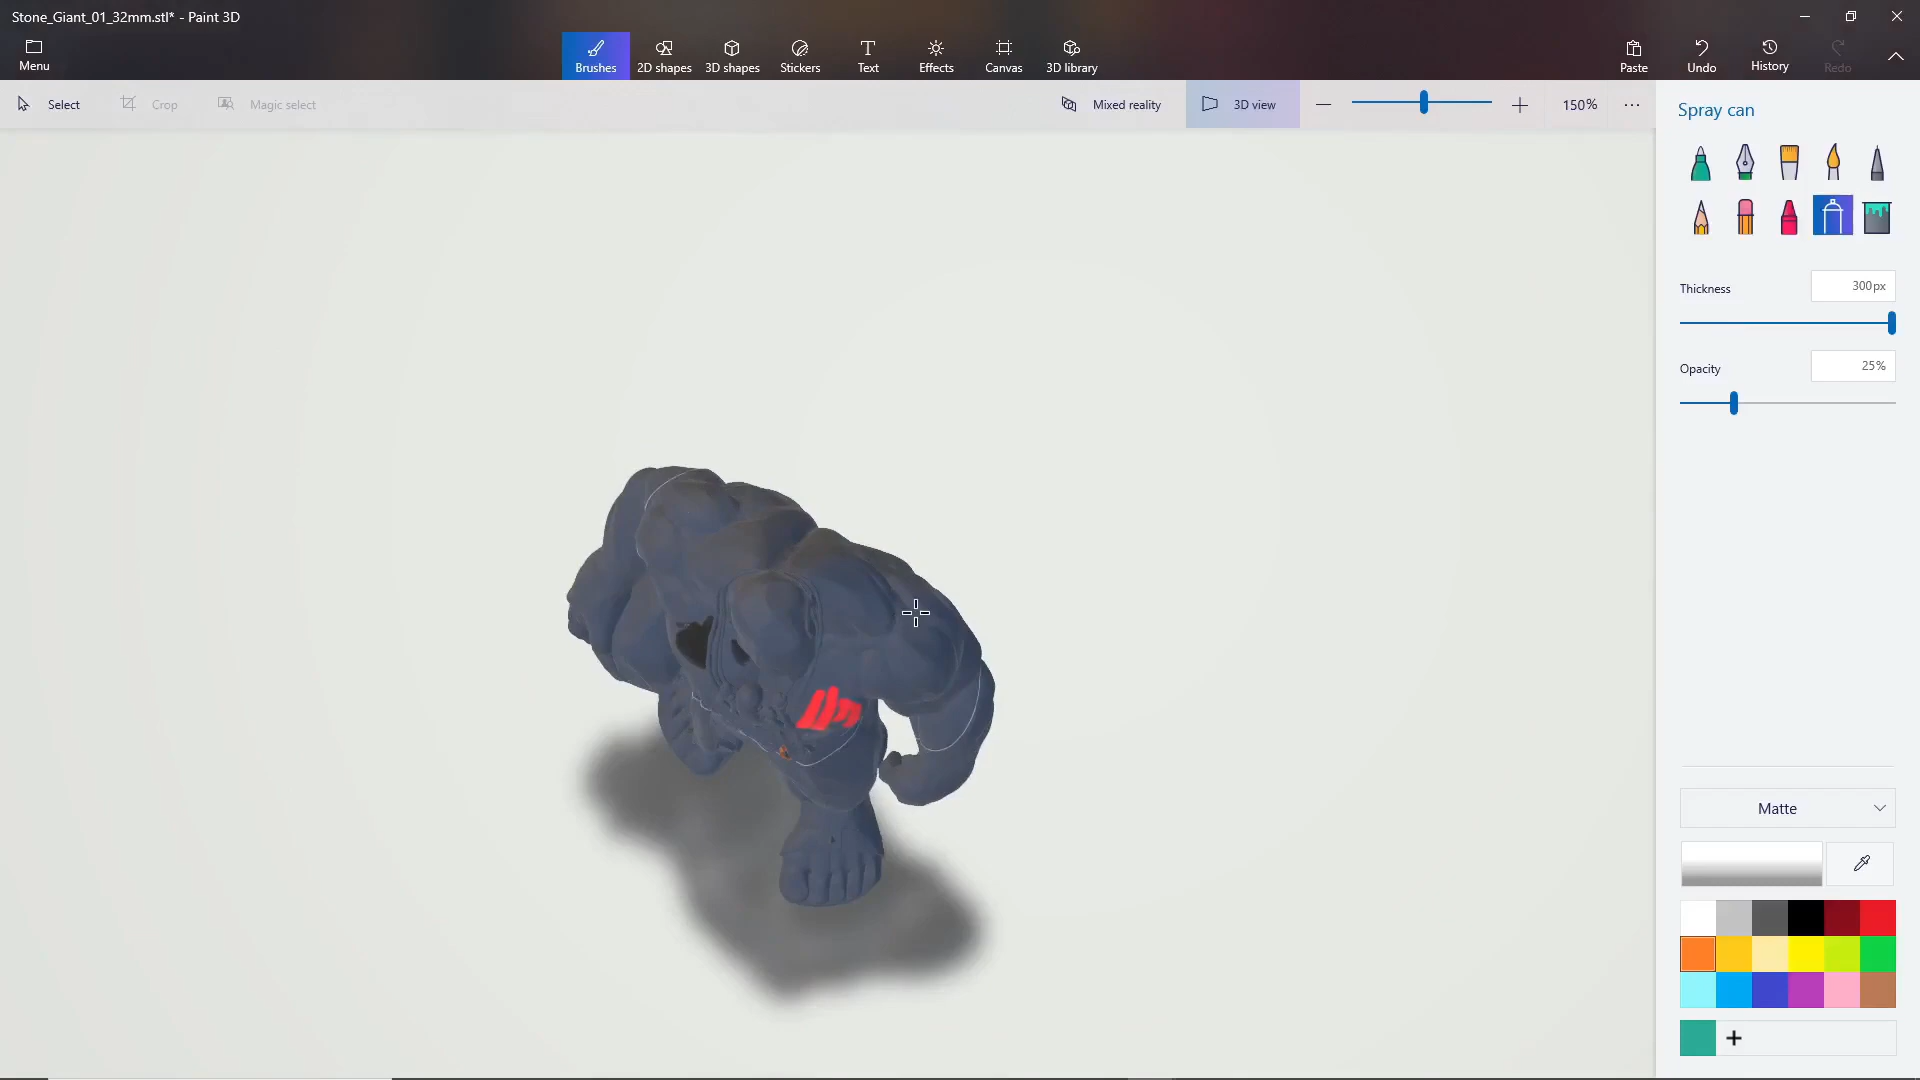 Stone_Giant_01_32mm.stl* - Paint 3D
Menu
Brushes
2D shapes
3D shapes
Stickers
Text
Effects
Canvas
3D library
Paste
Undo
History
Redo
Select
Crop
Magic select
Mixed reality
3D view
150%
Spray can
Thickness
300px
Opacity
25%
Matte